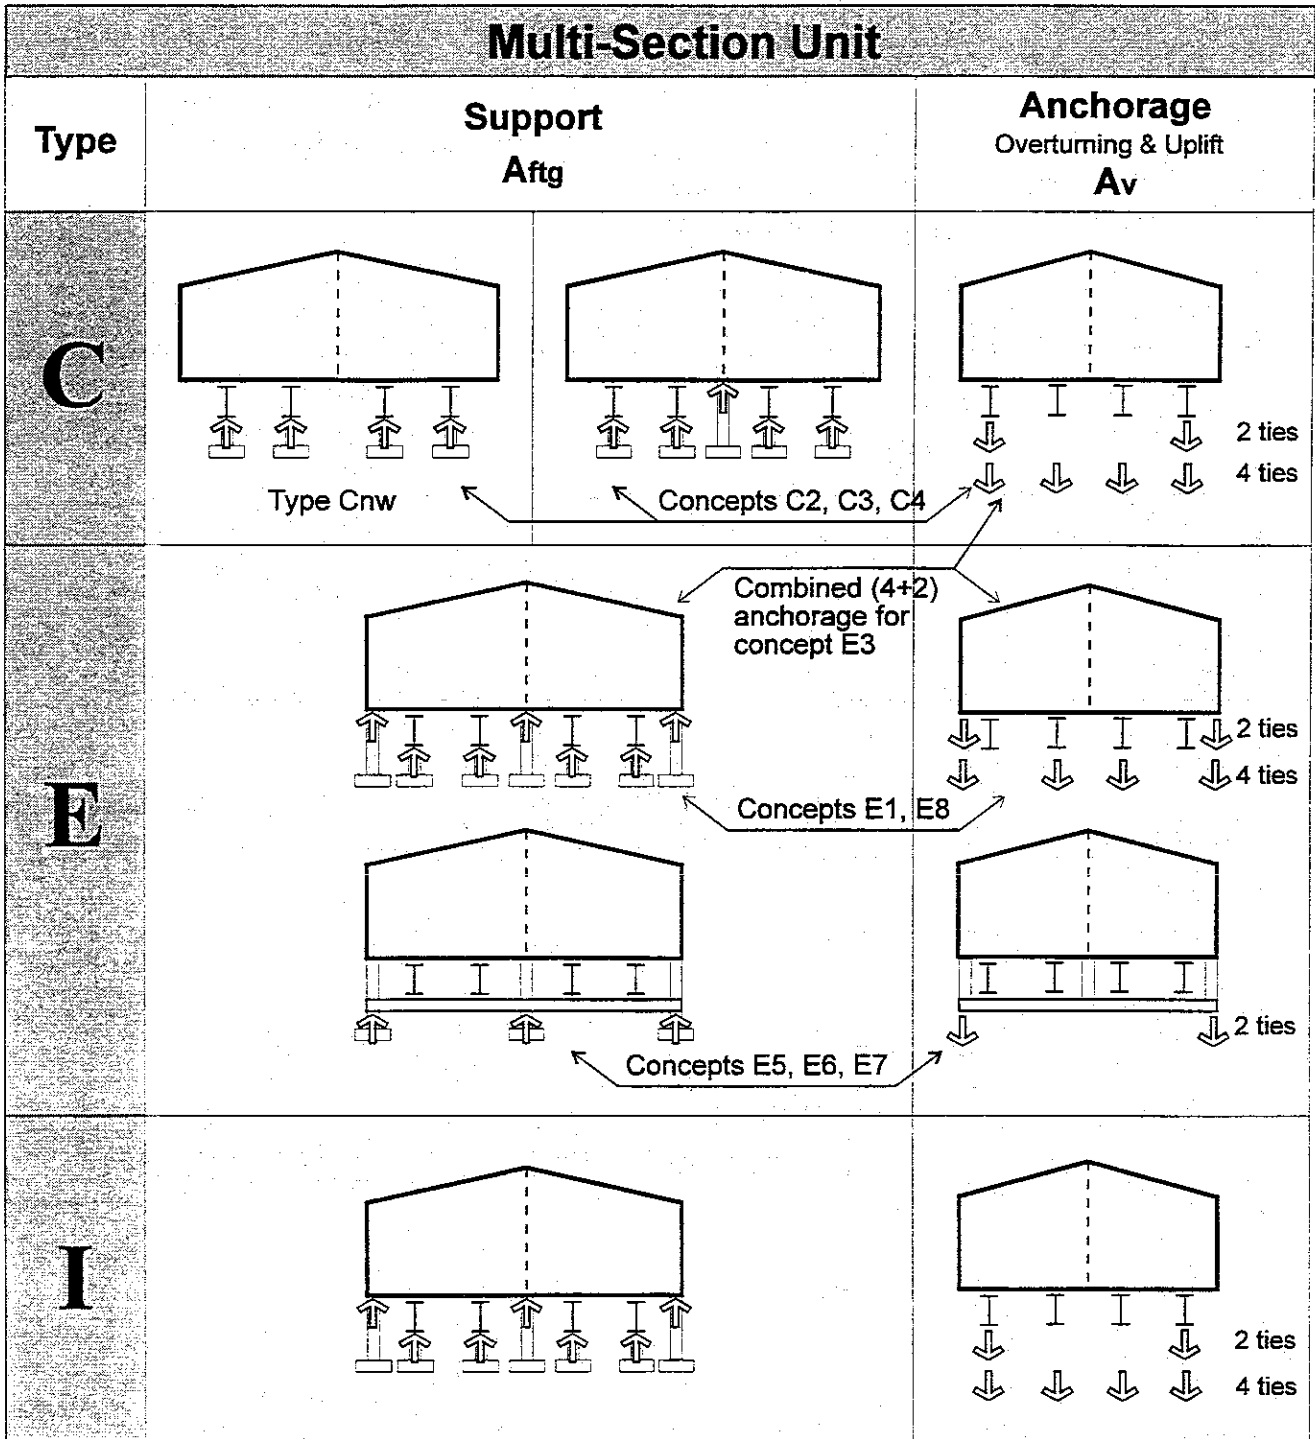 Multi-Section Unit
Type
Support
Aftg
Anchorage
Overturning & Uplift
Av
C
2 ties
4 ties
Type Cnw
Concepts C2, C3, C4
E
Combined (4+2)
anchorage for
concept E3
2 ties
4 ties
Concepts E1, E8
2 ties
Concepts E5, E6, E7
I
2 ties
4 ties